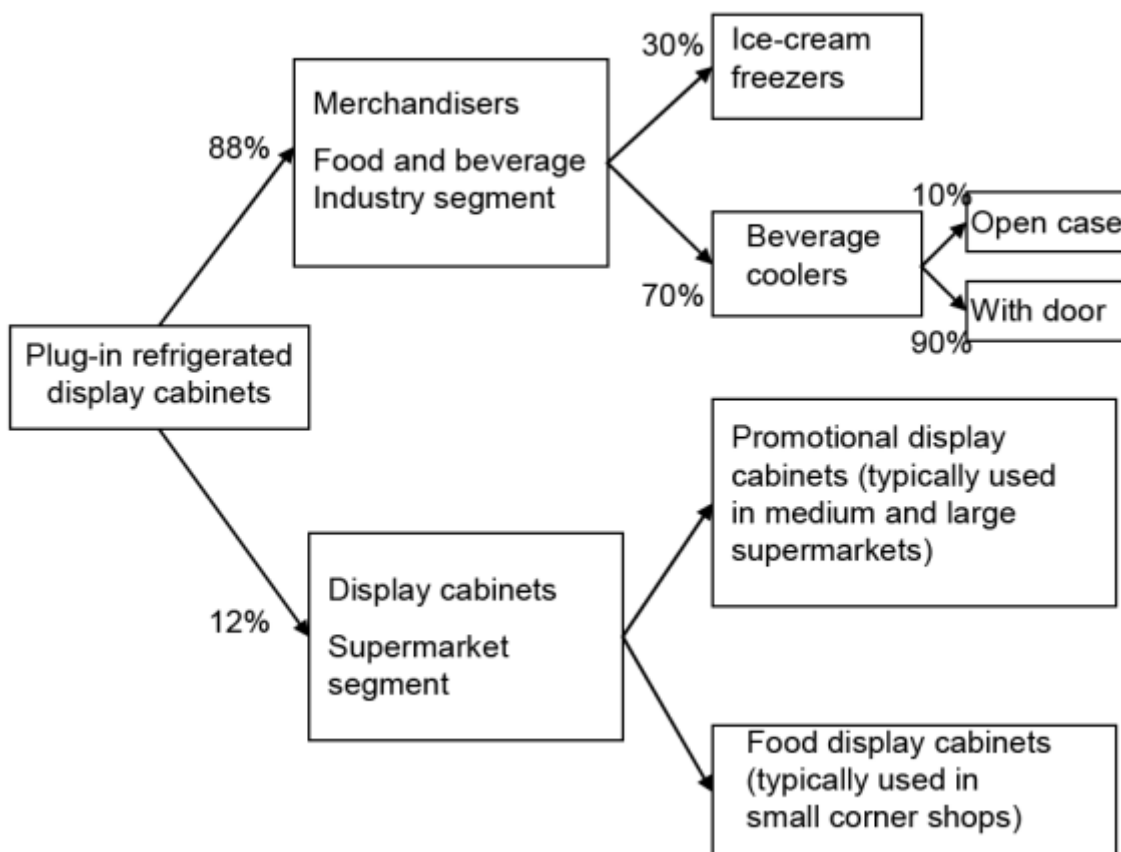 30%
Ice-cream
freezers
Merchandisers
88%
Food and beverage
Industry segment
10%
Open case
Beverage
coolers
70%
With door
90%
Plug-in refrigerated
display cabinets
Promotional display
cabinets (typically used
in medium and large
supermarkets)
Display cabinets
12%
Supermarket
segment
Food display cabinets
(typically used in
small corner shops)